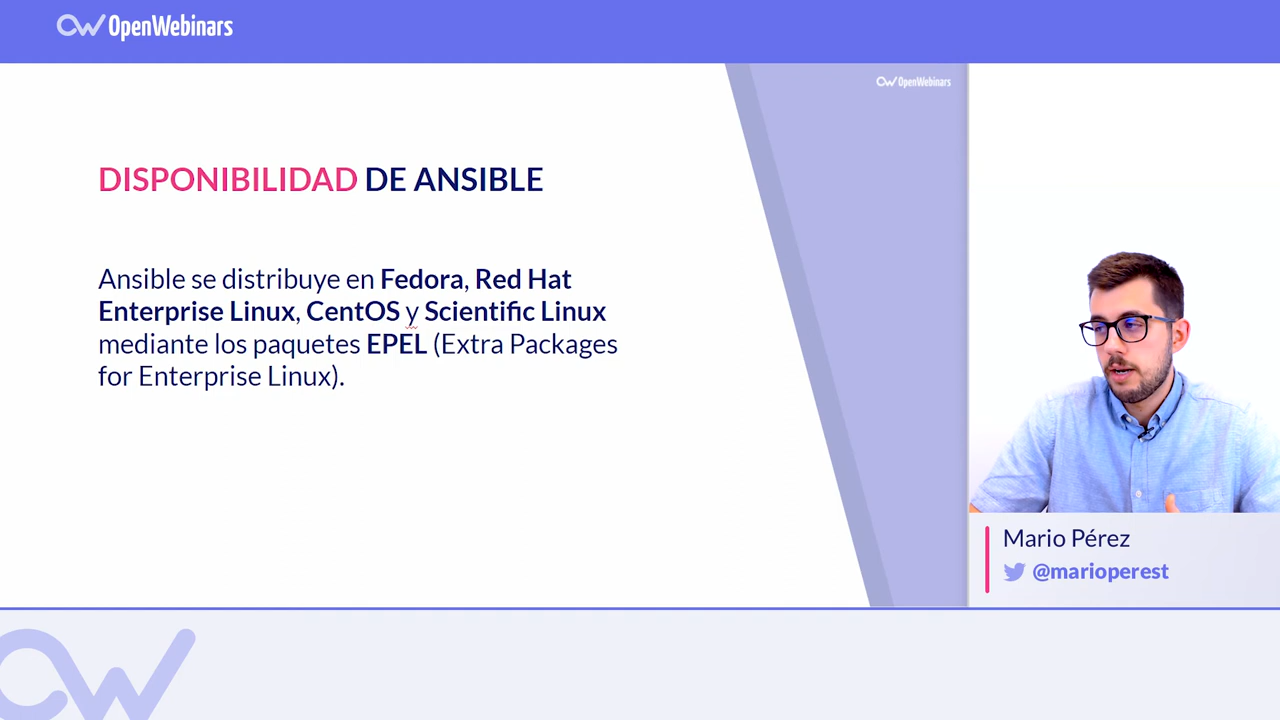 OpenWebinars
OpenWebinars
DISPONIBILIDAD DE ANSIBLE
Ansible se distribuye en Fedora, Red Hat
Enterprise Linux, CentOS y Scientific Linux
mediante los paquetes EPEL (Extra Packages
for Enterprise Linux).
Mario Pérez
@marioperest